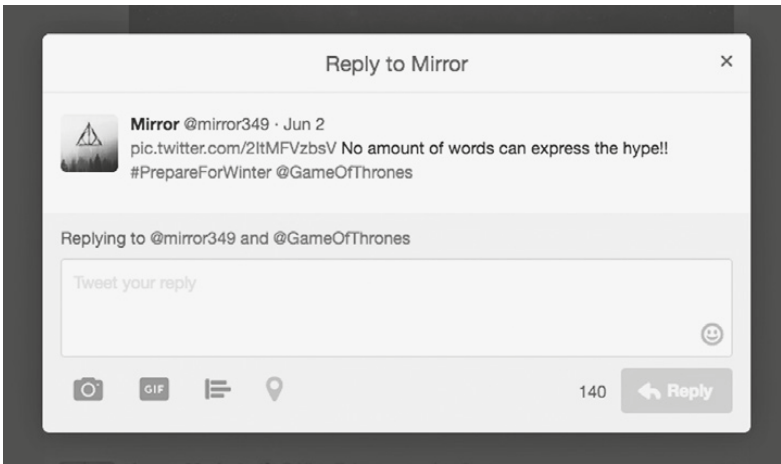 Reply to Mirror
Mirror @mirror349 · Jun 2
pic.twitter.com/2ItMFVzbsV No amount of words can express the hype!!
#PrepareForWinter @GameOfThrones
Replying to @mirror349 and @GameOfThrones
Tweet your reply
GIF
140 Reply